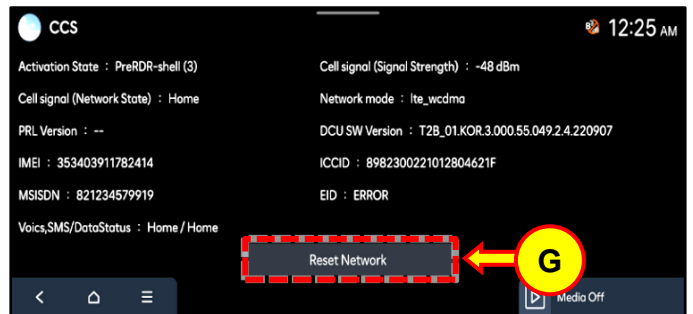 CCS
12:25 AM
Activation State : PreRDR-shell (3)
Cell signal (Signal Strength) : -48 dBm
Cell signal (Network State) : Home
Network mode : lte_wcdma
PRL Version : --
DCU SW Version : T2B_01.KOR.3.000.55.049.2.4.220907
IMEI : 353403911782414
ICCID : 8982300221012804621F
MSISDN : 821234579919
EID : ERROR
Voics,SMS/DataStatus : Home / Home
Reset Network
G
Media Off